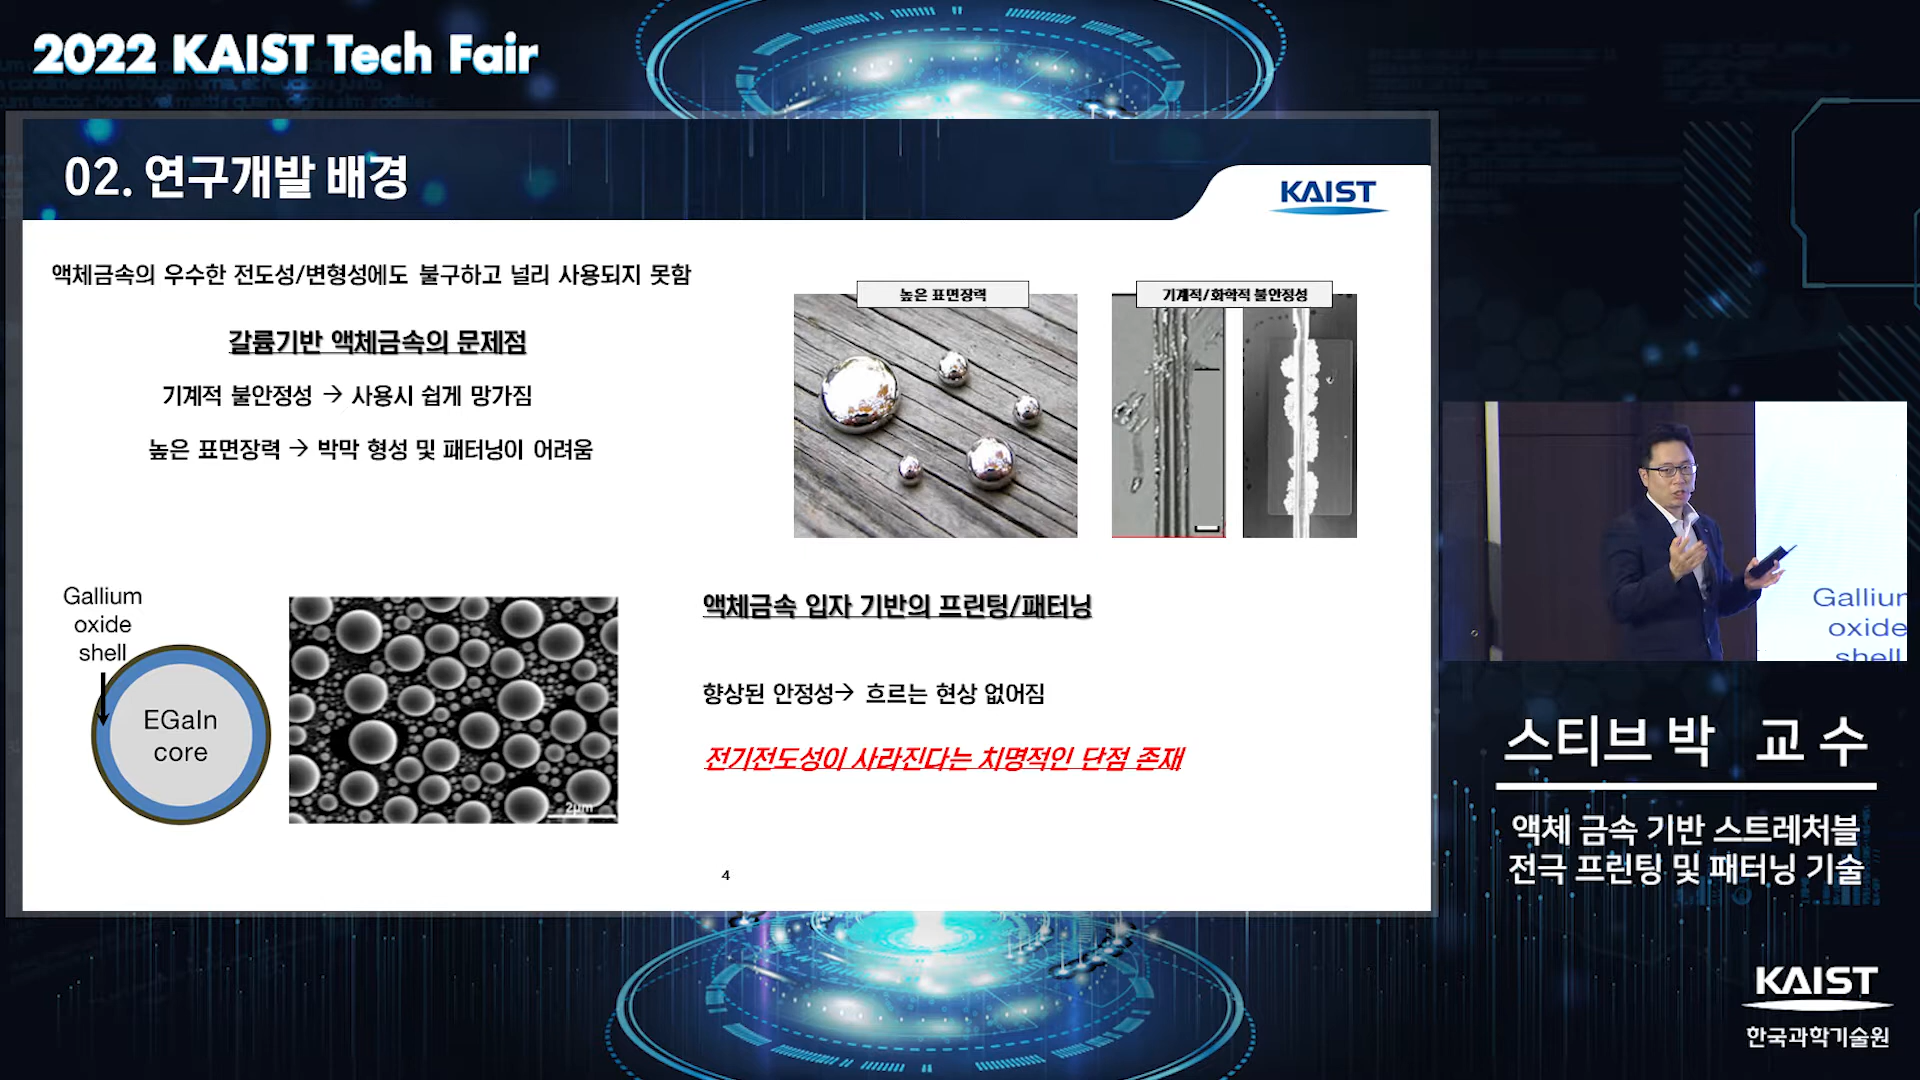 2022 KAIST Tech Fair
02. 연구개발 배경
KAIST
액체금속의 우수한 전도성/변형성에도 불구하고 널리 사용되지 못함
갈륨기반 액체금속의 문제점
기계적 불안정성 → 사용시 쉽게 망가짐
높은 표면장력 → 박막 형성 및 패터닝이 어려움
높은 표면장력
기계적/화학적 불안정성
Gallium
oxide
shell
EGaIn
core
2μm
액체금속 입자 기반의 프린팅/패터닝
향상된 안정성→ 흐르는 현상 없어짐
전기전도성이 사라진다는 치명적인 단점 존재
4
Gallium
oxide
shell
스티브 박 교수
액체 금속 기반 스트레처블
전극 프린팅 및 패터닝 기술
KAIST
한국과학기술원